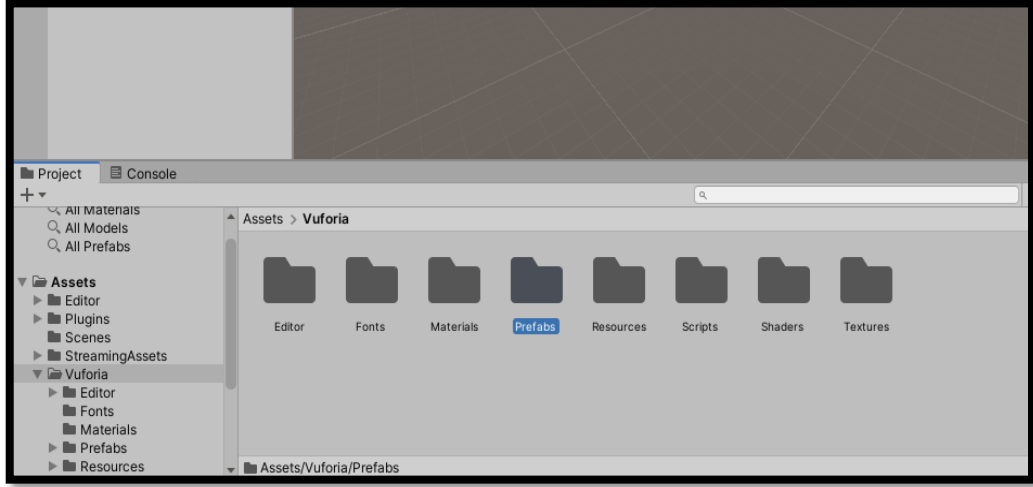 Project
Console
All Materials
All Models
All Prefabs
Assets
Editor
Plugins
Scenes
StreamingAssets
Vuforia
Editor
Fonts
Materials
Prefabs
Resources
Assets > Vuforia
Editor Fonts Materials Prefabs Resources Scripts Shaders Textures
Assets/Vuforia/Prefabs